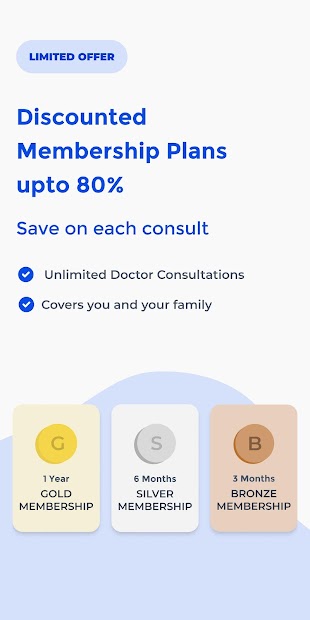 LIMITED OFFER
Discounted
Membership Plans
upto 80%
Save on each consult
Unlimited Doctor Consultations
Covers you and your family
G
1 Year
GOLD
MEMBERSHIP
S
6 Months
SILVER
MEMBERSHIP
B
3 Months
BRONZE
MEMBERSHIP